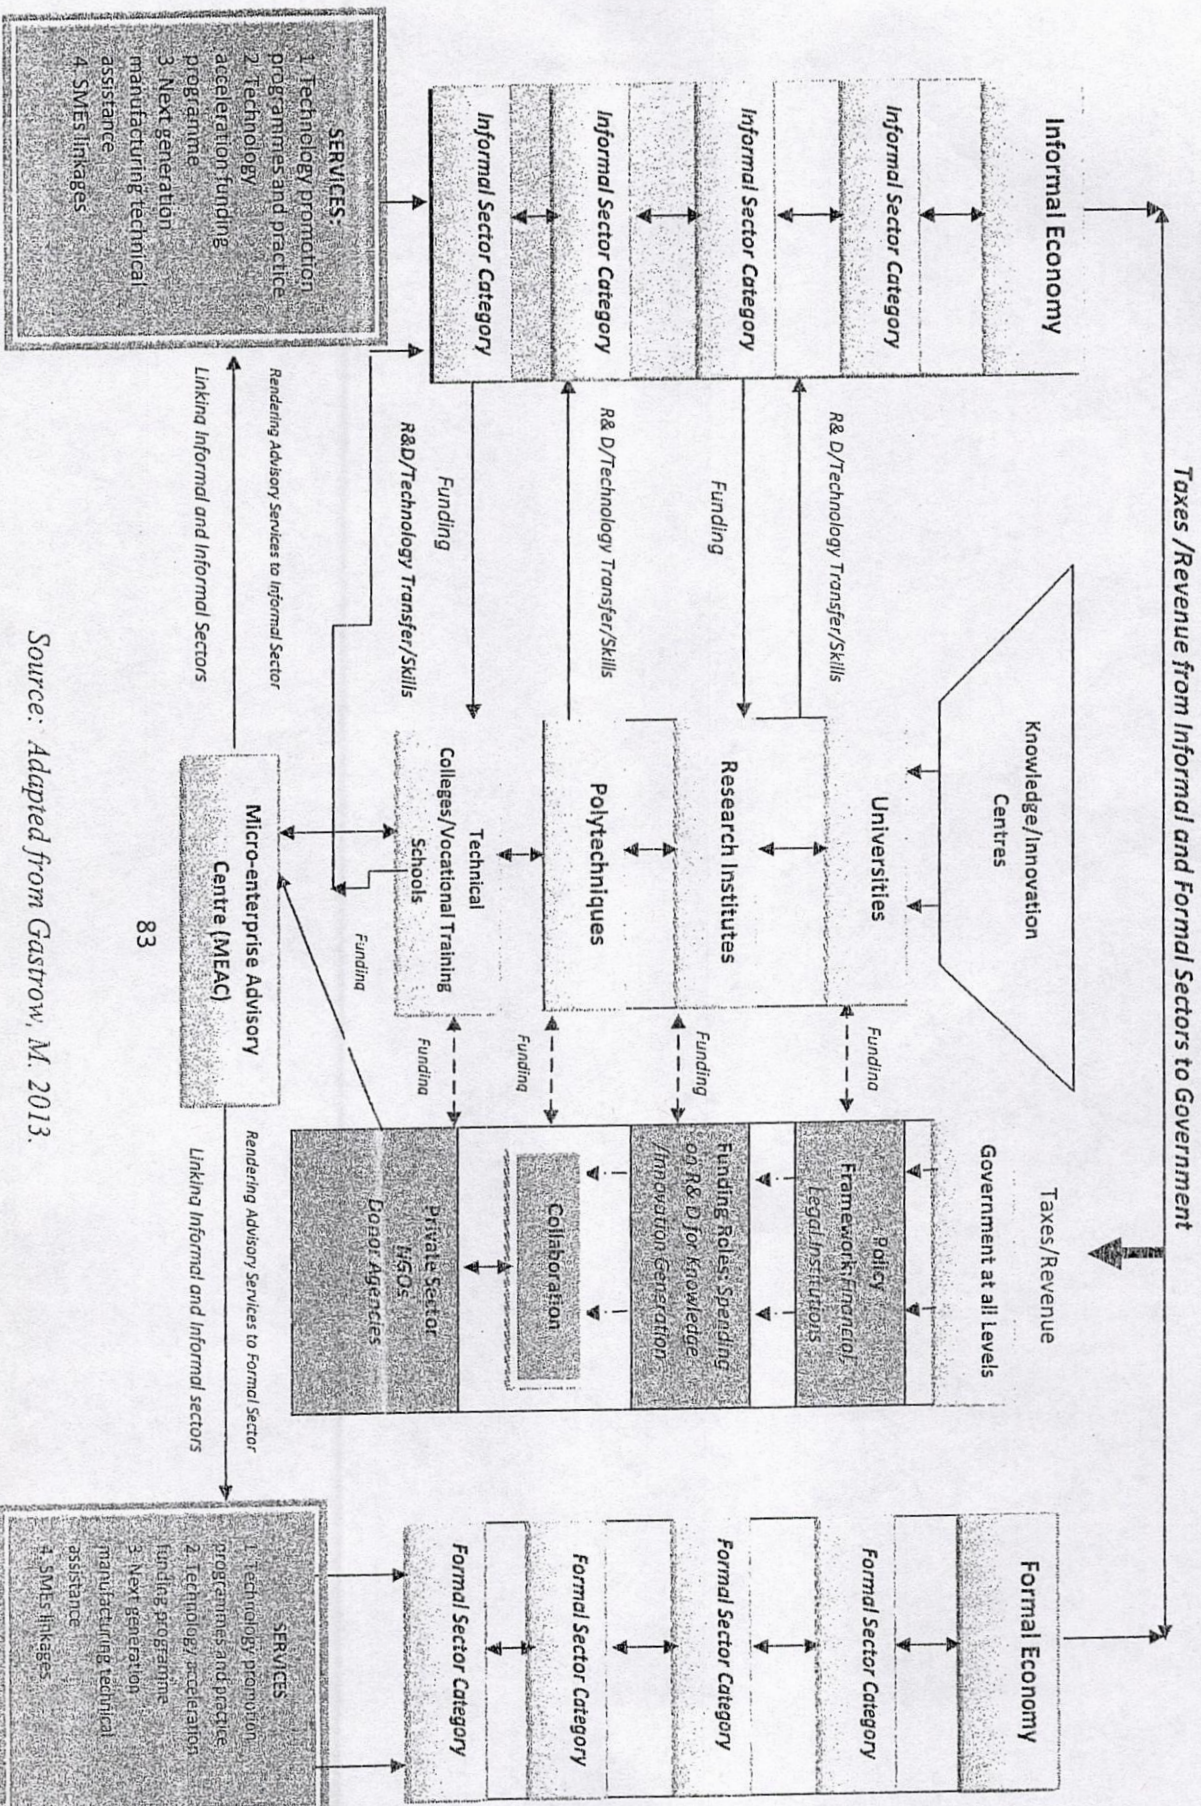 Taxes /Revenue from Informal and Formal Sectors to Government
Informal Economy
Informal Sector Category
Informal Sector Category
Informal Sector Category
Informal Sector Category
SERVICES:
1 Technology promotion
programmes and practice
2 Technology
acceleration funding
programme
3 Next generation
manufacturing technical
assistance
4. SMEs linkages
R& D/Technology Transfer/Skills
Funding
R& D/Technology Transfer/Skills
Funding
R&D/Technology Transfer/Skills
Rendering Advisory Services to Informal Sector
Linking Informal and Informal Sectors
Knowledge/Innovation
Centres
Universities
Research Institutes
Polytechniques
Technical
Colleges/Vocational Training
Schools
Funding
Micro-enterprise Advisory
Centre (MEAC)
Funding
Funding
Funding
Funding
Taxes/Revenue
Government at all Levels
Policy
Framework:Financial,
Legal.Institutions
Funding Roles: Spending
on R&D for Knowledge
/Innovation Generation
Collaboration
Private Sector
NGOs
Donor Agencies
Rendering Advisory Services to Formal Sector
Linking Informal and Informal sectors
Formal Economy
Formal Sector Category
Formal Sector Category
Formal Sector Category
Formal Sector Category
SERVICES
1 Technology promotion
programmes and practice
2. Technology acceleration
funding programme
3 Next generation
manufacturing technical
assistance
4. SMEs linkages
83
Source: Adapted from Gastrow, M. 2013.